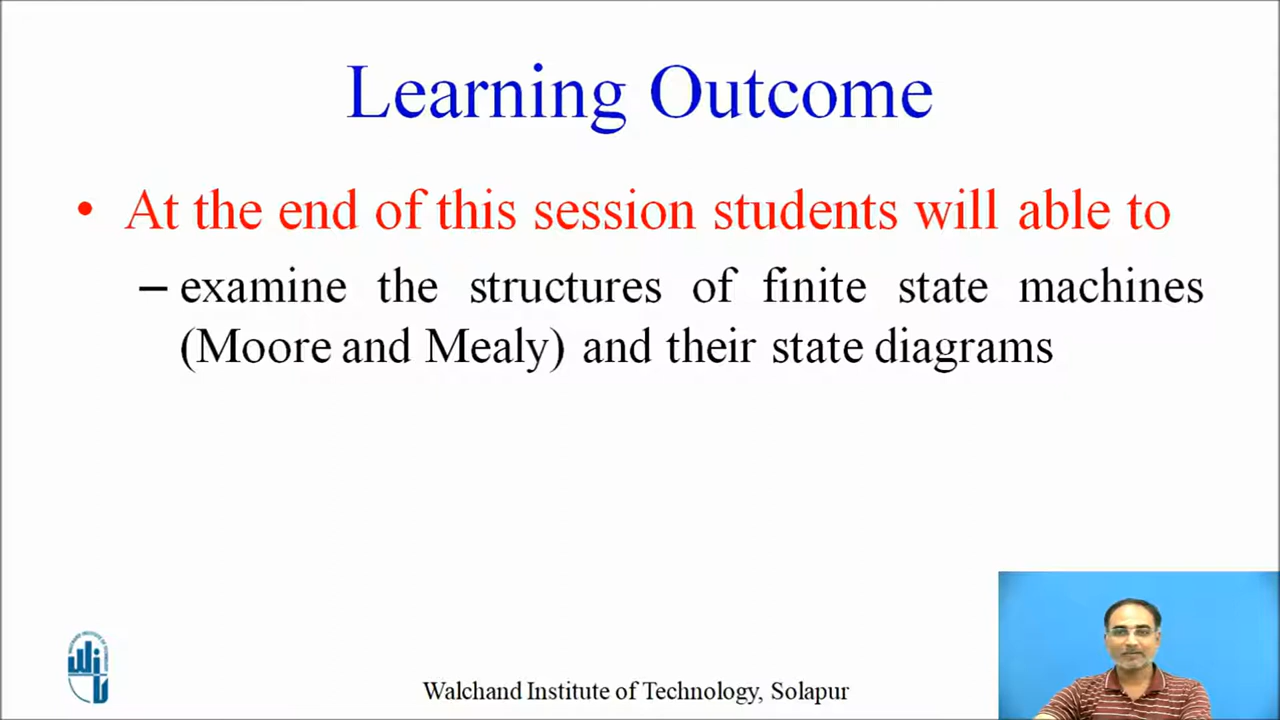 Learning Outcome
• At the end of this session students will able to
– examine the structures of finite state machines
(Moore and Mealy) and their state diagrams
Walchand Institute of Technology, Solapur